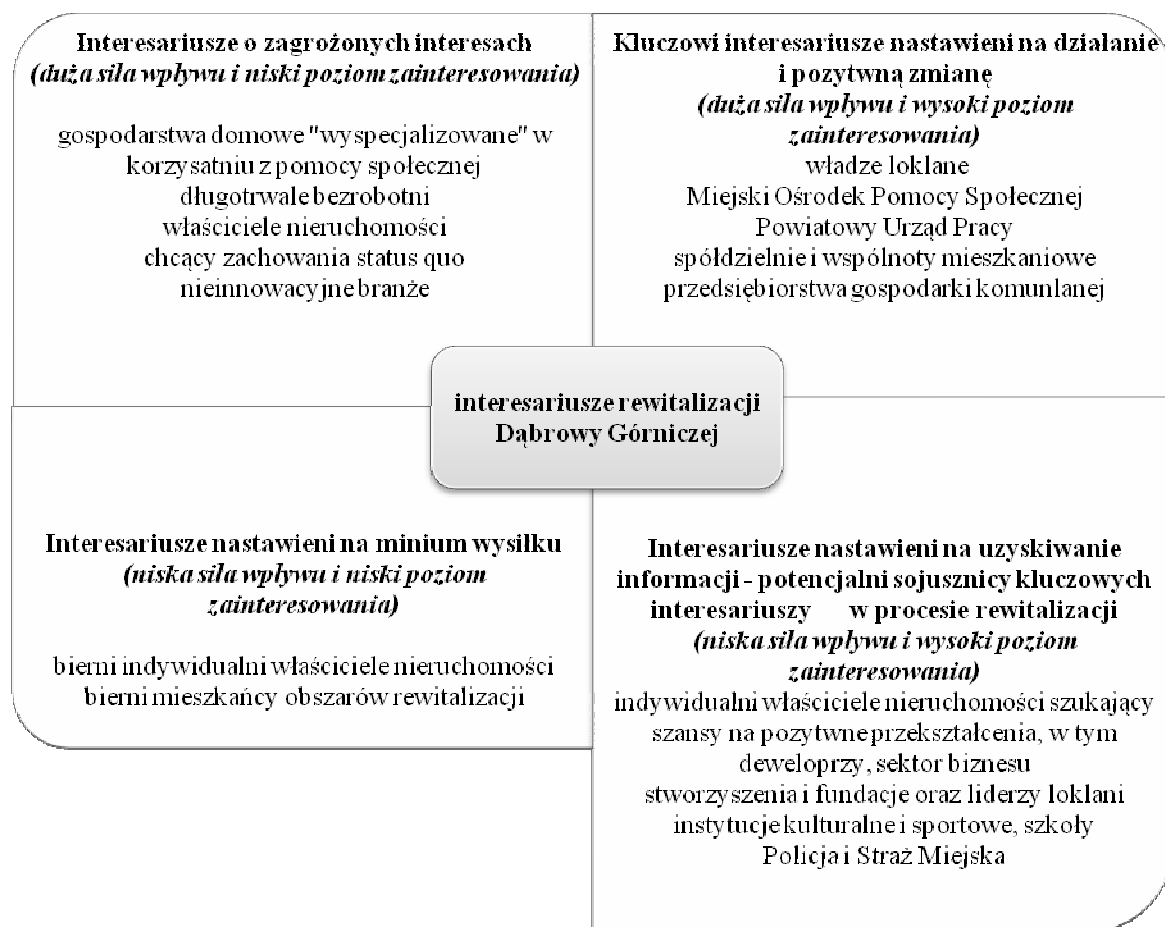 Interesariusze o zagrożonych interesach
(duża siła wpływu i niski poziom zainteresowania)
gospodarstwa domowe "wyspecjalizowane" w
korzysatniu z pomocy społecznej
długotrwale bezrobotni
właściciele nieruchomości
chcący zachowania status quo
nieinnowacyjne branże
Kluczowi interesariusze nastawieni na działanie
i pozytwną zmianę
(duża siła wpływu i wysoki poziom
zainteresowania)
władze loklane
Miejski Ośrodek Pomocy Społecznej
Powiatowy Urząd Pracy
spółdzielnie i wspólnoty mieszkaniowe
przedsiębiorstwa gospodarki komunlanej
interesariusze rewitalizacji
Dąbrowy Górniczej
Interesariusze nastawieni na minium wysiłku
(niska siła wpływu i niski poziom
zainteresowania)
bierni indywidualni właściciele nieruchomości
bierni mieszkańcy obszarów rewitalizacji
Interesariusze nastawieni na uzyskiwanie
informacji - potencjalni sojusznicy kluczowych
interesariuszy w procesie rewitalizacji
(niska siła wpływu i wysoki poziom
zainteresowania)
indywidualni właściciele nieruchomości szukający
szansy na pozytwne przekształcenia, w tym
deweloprzy, sektor biznesu
stworzyszenia i fundacje oraz liderzy loklani
instytucje kulturalne i sportowe, szkoły
Policja i Straż Miejska